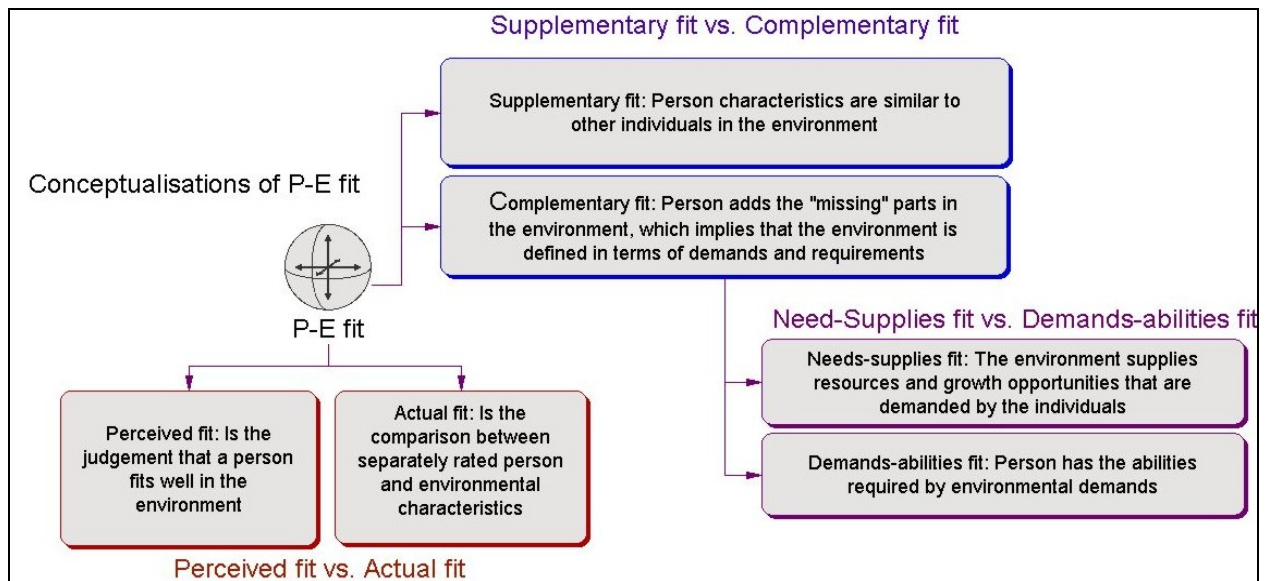 Supplementary fit vs. Complementary fit
Supplementary fit: Person characteristics are similar to
other individuals in the environment
Conceptualisations of P-E fit
Complementary fit: Person adds the "missing" parts in
the environment, which implies that the environment is
defined in terms of demands and requirements
P-E fit
Need-Supplies fit vs. Demands-abilities fit
Needs-supplies fit: The environment supplies
resources and growth opportunities that are
demanded by the individuals
Demands-abilities fit: Person has the abilities
required by environmental demands
Perceived fit: Is the
judgement that a person
fits well in the
environment
Actual fit: Is the
comparison between
separately rated person
and environmental
characteristics
Perceived fit vs. Actual fit